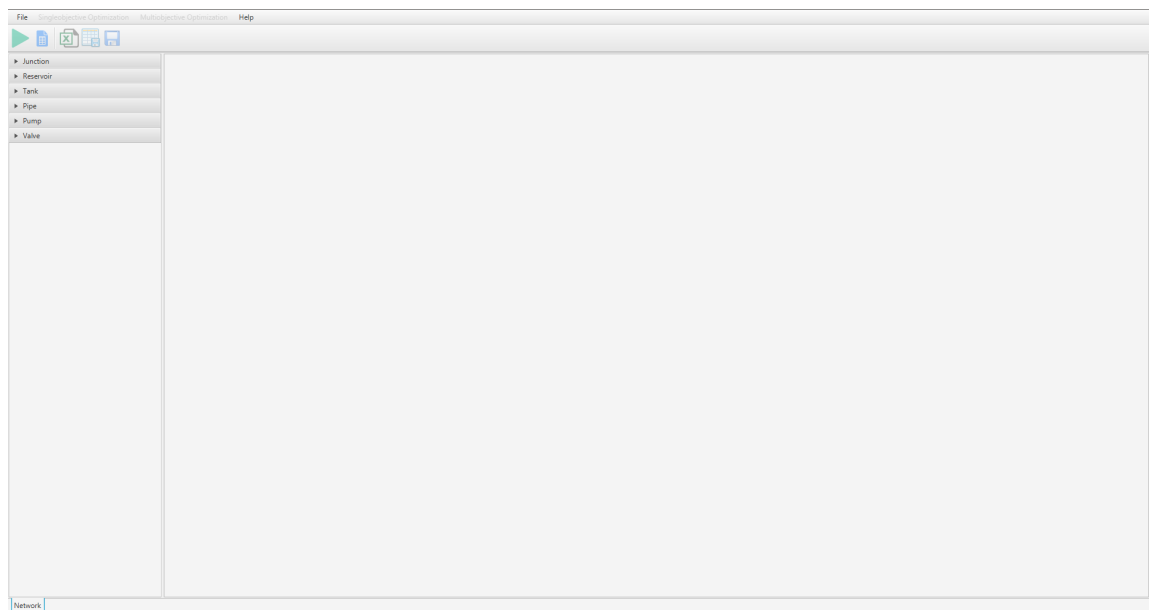 File Singleobjective Optimization Multiobjective Optimization Help
Junction
Reservoir
Tank
Pipe
Pump
Valve
Network